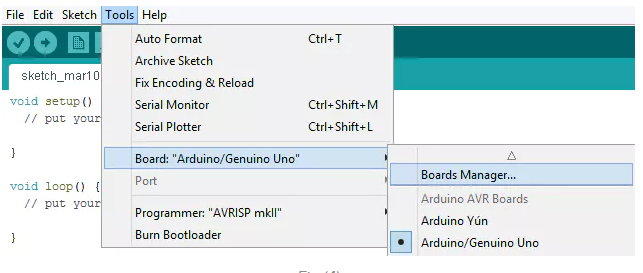 File Edit Sketch Tools Help
Auto Format Ctrl+T
Archive Sketch
Fix Encoding & Reload
Serial Monitor Ctrl+Shift+M
Serial Plotter Ctrl+Shift+L
Board: "Arduino/Genuino Uno"
Port
Programmer: "AVRISP mkII"
Burn Bootloader
Boards Manager...
Arduino AVR Boards
Arduino Yún
Arduino/Genuino Uno
sketch_mar10
void setup()
// put your
}
void loop() {
// put your
}